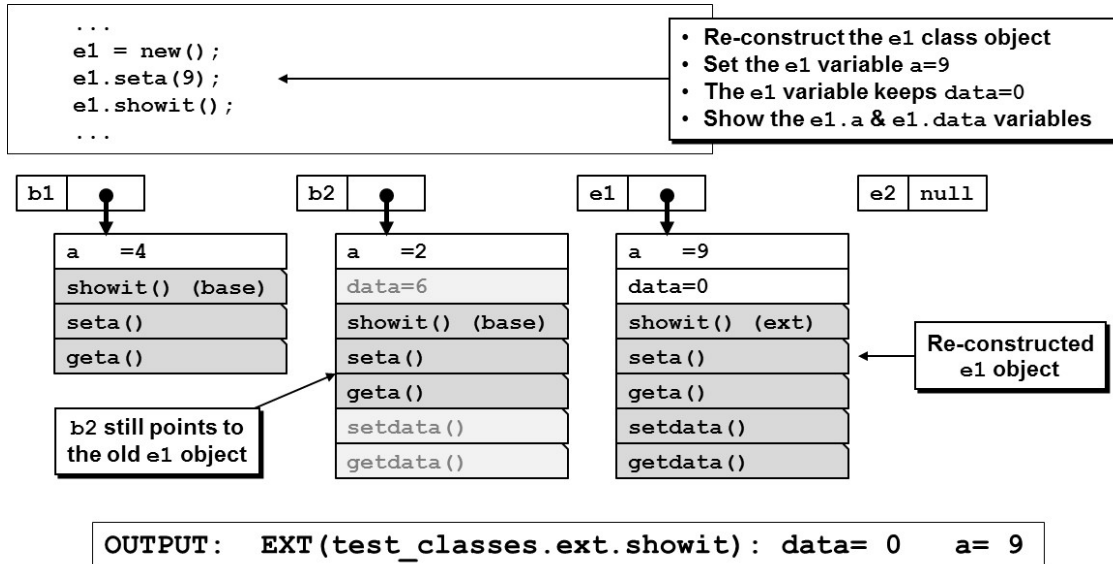 ...
e1 = new();
e1.seta(9);
e1.showit();
...
• Re-construct the e1 class object
• Set the e1 variable a=9
• The e1 variable keeps data=0
• Show the e1.a & e1.data variables
b1
b2
e1
e2 null
a =4
showit() (base)
seta()
geta()
a =2
data=6
showit() (base)
seta()
geta()
setdata()
getdata()
a =9
data=0
showit() (ext)
seta()
geta()
setdata()
getdata()
Re-constructed
e1 object
b2 still points to
the old e1 object
OUTPUT: EXT(test_classes.ext.showit): data= 0 a= 9